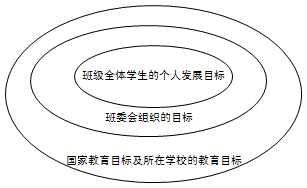 班级全体学生的个人发展目标
班委会组织的目标
国家教育目标及所在学校的教育目标